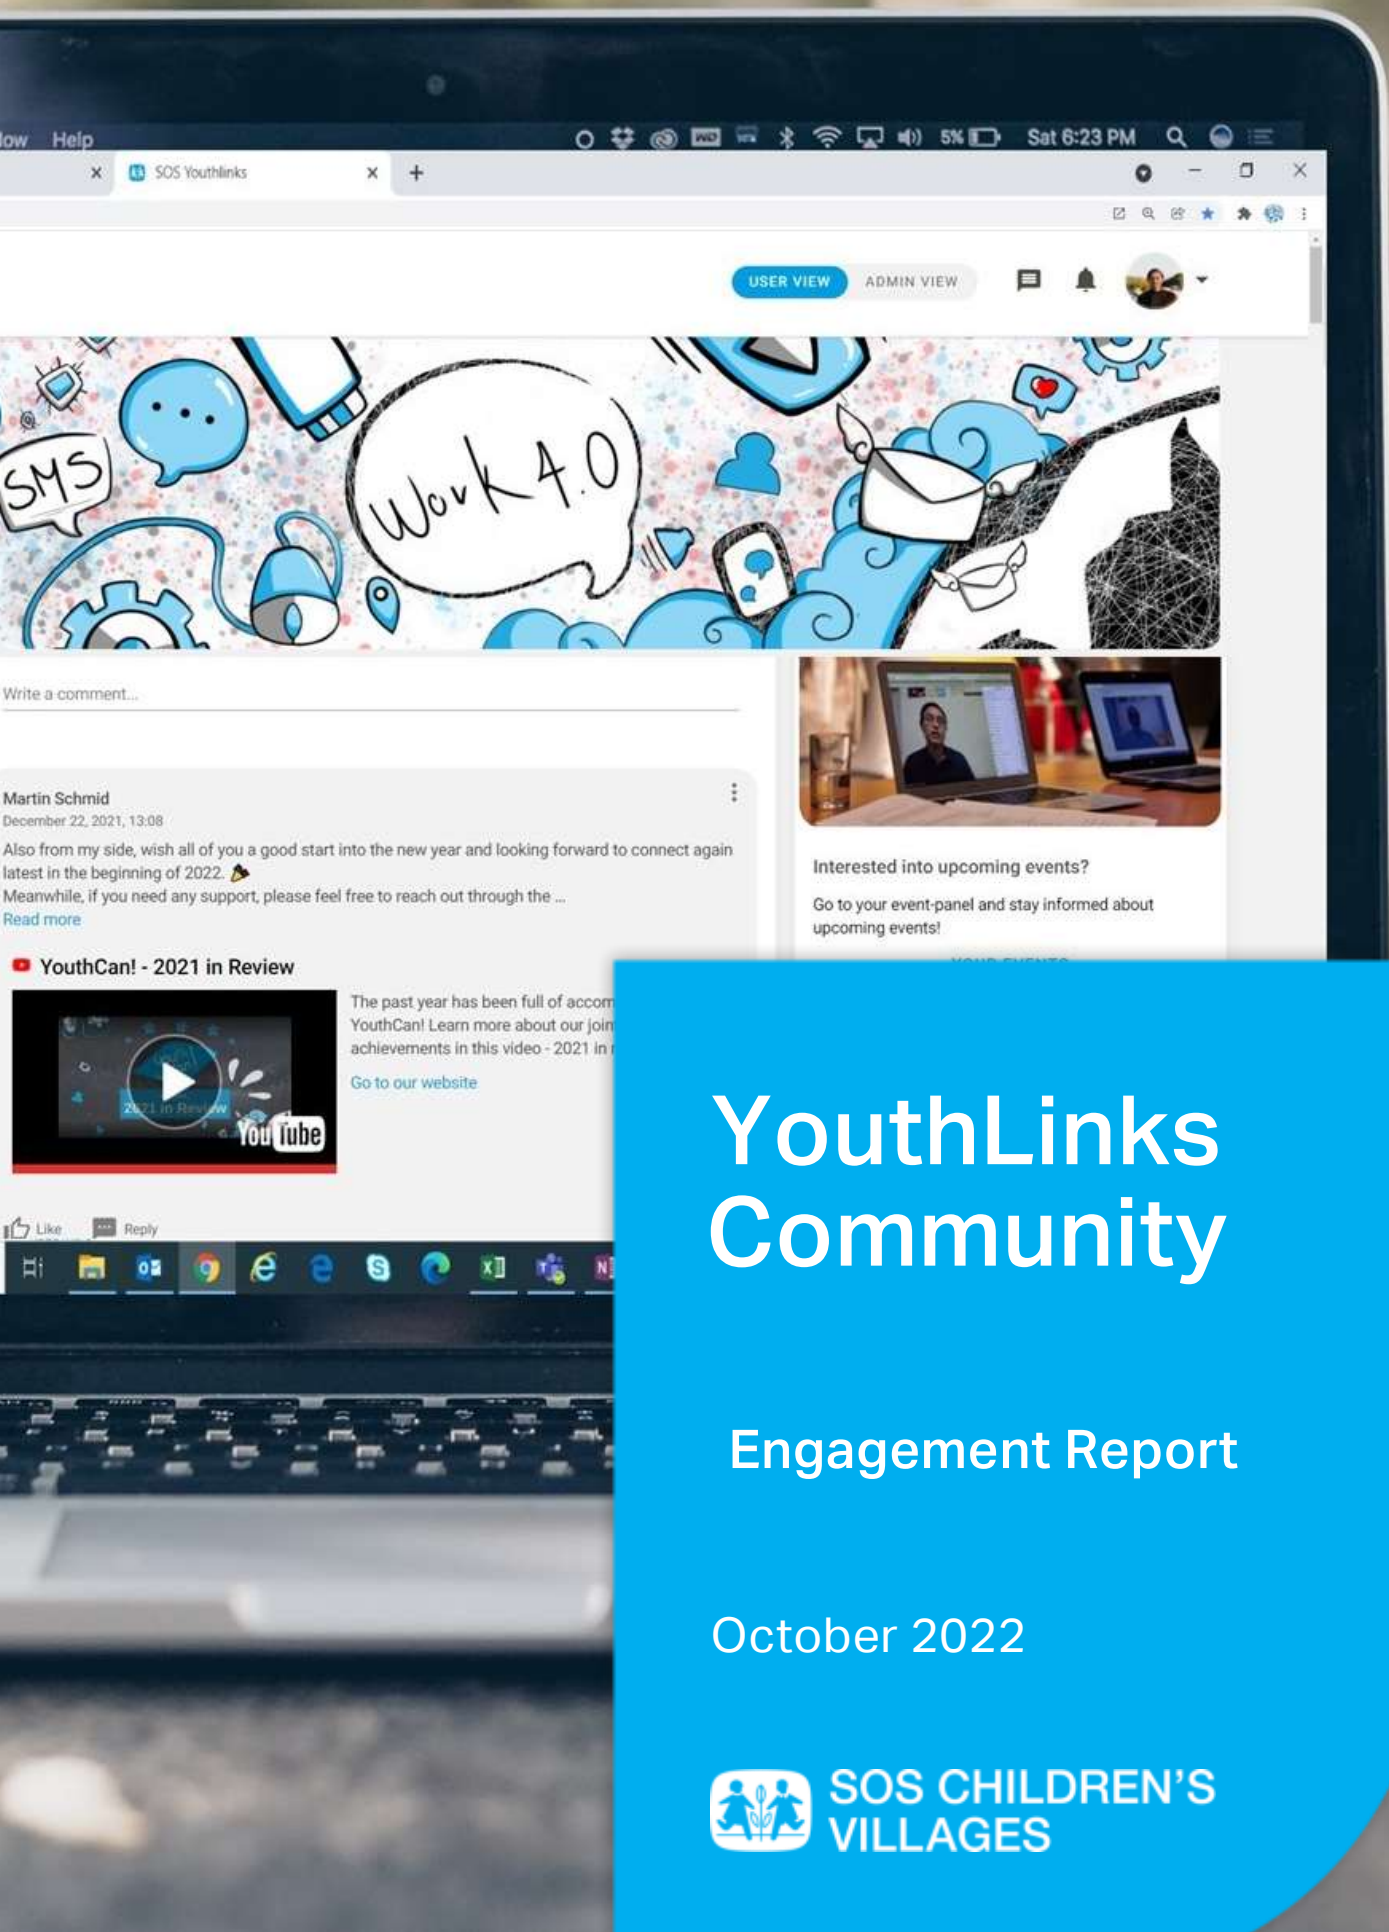 low Help
5% Sat 6:23 PM
SOS Youthlinks
USER VIEW ADMIN VIEW
SMS
Work 4.0
Write a comment...
Martin Schmid
December 22, 2021, 13:08
Also from my side, wish all of you a good start into the new year and looking forward to connect again
latest in the beginning of 2022.
Meanwhile, if you need any support, please feel free to reach out through the ...
Read more
YouthCan! - 2021 in Review
The past year has been full of accom
YouthCan! Learn more about our join
achievements in this video - 2021 in
Go to our website
2021 in Review
YouTube
Like Reply
Interested into upcoming events?
Go to your event-panel and stay informed about
upcoming events!
YouthLinks
Community
Engagement Report
October 2022
SOS CHILDREN'S
VILLAGES